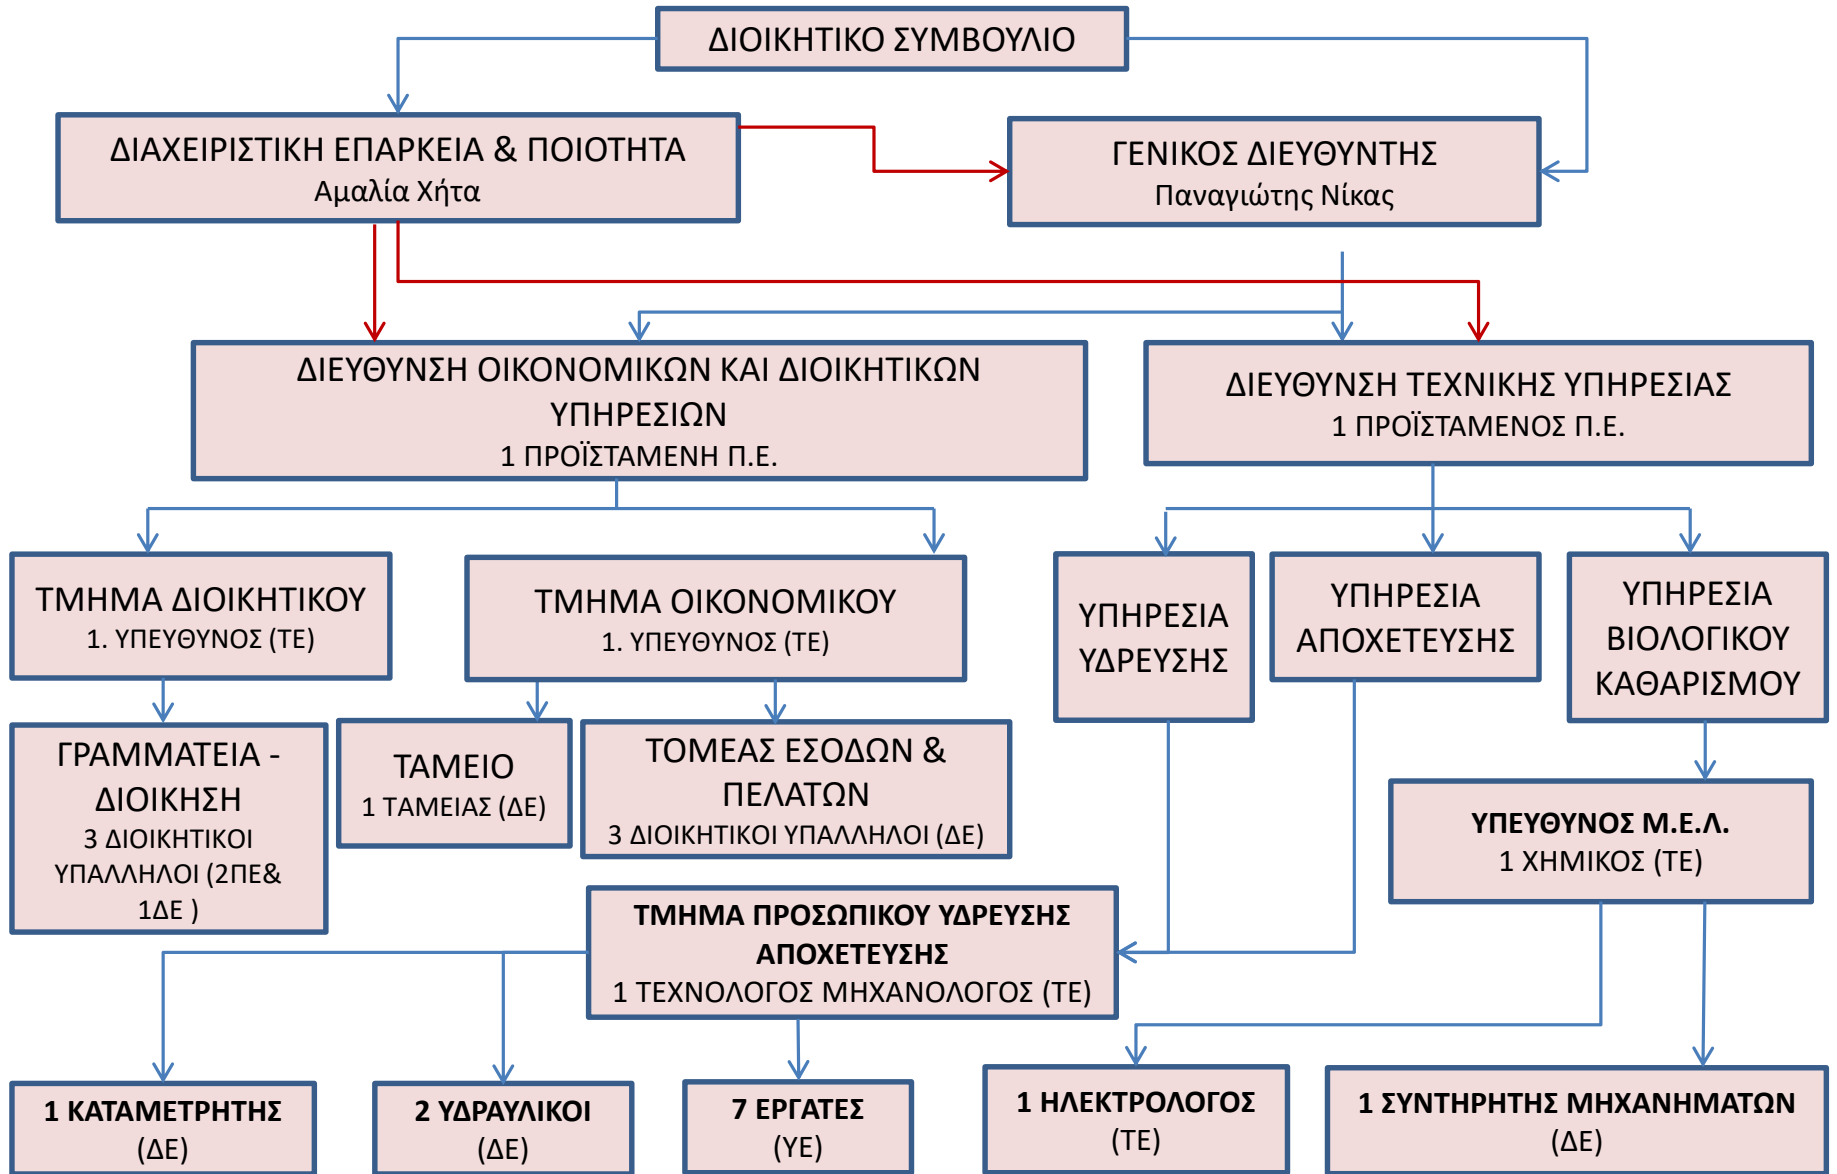 ΔΙΟΙΚΗΤΙΚΟ ΣΥΜΒΟΥΛΙΟ
ΔΙΑΧΕΙΡΙΣΤΙΚΗ ΕΠΑΡΚΕΙΑ & ΠΟΙΟΤΗΤΑ
Αμαλία Χήτα
ΓΕΝΙΚΟΣ ΔΙΕΥΘΥΝΤΗΣ
Παναγιώτης Νίκας
ΔΙΕΥΘΥΝΣΗ ΟΙΚΟΝΟΜΙΚΩΝ ΚΑΙ ΔΙΟΙΚΗΤΙΚΩΝ
ΥΠΗΡΕΣΙΩΝ
1 ΠΡΟΪΣΤΑΜΕΝΗ Π.Ε.
ΔΙΕΥΘΥΝΣΗ ΤΕΧΝΙΚΗΣ ΥΠΗΡΕΣΙΑΣ
1 ΠΡΟΪΣΤΑΜΕΝΟΣ Π.Ε.
ΤΜΗΜΑ ΔΙΟΙΚΗΤΙΚΟΥ
1. ΥΠΕΥΘΥΝΟΣ (ΤΕ)
ΤΜΗΜΑ ΟΙΚΟΝΟΜΙΚΟΥ
1. ΥΠΕΥΘΥΝΟΣ (ΤΕ)
ΥΠΗΡΕΣΙΑ
ΥΔΡΕΥΣΗΣ
ΥΠΗΡΕΣΙΑ
ΑΠΟΧΕΤΕΥΣΗΣ
ΥΠΗΡΕΣΙΑ
ΒΙΟΛΟΓΙΚΟΥ
ΚΑΘΑΡΙΣΜΟΥ
ΓΡΑΜΜΑΤΕΙΑ -
ΔΙΟΙΚΗΣΗ
3 ΔΙΟΙΚΗΤΙΚΟΙ
ΥΠΑΛΛΗΛΟΙ (2ΠΕ&
1ΔΕ )
ΤΑΜΕΙΟ
1 ΤΑΜΕΙΑΣ (ΔΕ)
ΤΟΜΕΑΣ ΕΣΟΔΩΝ &
ΠΕΛΑΤΩΝ
3 ΔΙΟΙΚΗΤΙΚΟΙ ΥΠΑΛΛΗΛΟΙ (ΔΕ)
ΥΠΕΥΘΥΝΟΣ Μ.Ε.Λ.
1 ΧΗΜΙΚΟΣ (ΤΕ)
ΤΜΗΜΑ ΠΡΟΣΩΠΙΚΟΥ ΥΔΡΕΥΣΗΣ
ΑΠΟΧΕΤΕΥΣΗΣ
1 ΤΕΧΝΟΛΟΓΟΣ ΜΗΧΑΝΟΛΟΓΟΣ (ΤΕ)
1 ΚΑΤΑΜΕΤΡΗΤΗΣ
(ΔΕ)
2 ΥΔΡΑΥΛΙΚΟΙ
(ΔΕ)
7 ΕΡΓΑΤΕΣ
(ΥΕ)
1 ΗΛΕΚΤΡΟΛΟΓΟΣ
(ΤΕ)
1 ΣΥΝΤΗΡΗΤΗΣ ΜΗΧΑΝΗΜΑΤΩΝ
(ΔΕ)